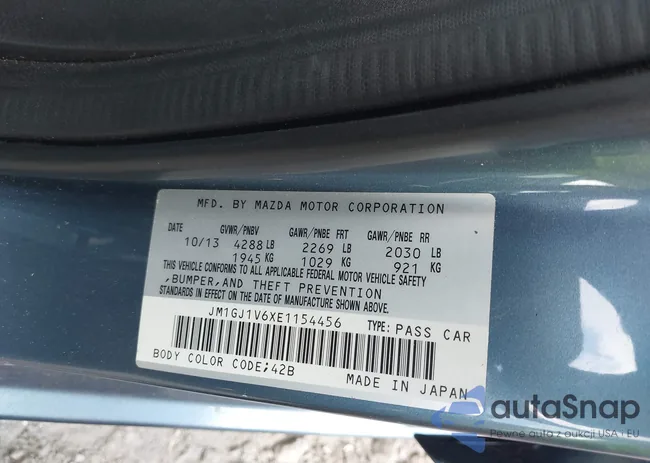 MFD. BY MAZDA MOTOR CORPORATION
GVWR/PNBV GAWR/PNBE FRT GAWR/PNBE RR
10/13 4288 LB 2269 LB 2030 LB
1945 KG 1029 KG 921 KG
THIS VEHICLE CONFORMS TO ALL APPLICABLE FEDERAL MOTOR VEHICLE SAFETY
,BUMPER,AND THEFT PREVENTION
STANDARDS IN EFFECT ON THE DATE OF MANUFACTURE SHOWN ABOVE.
JM1GJ1V6XE1154456 TYPE: PASS CAR
BODY COLOR CODE;42B MADE IN JAPAN
autoSnap
Pewne auta z aukcji USA i EU